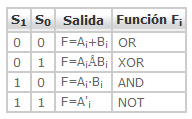 S1 S0 Salida Función Fi
0 0 F=Ai+Bi OR
0 1 F=AiÅBi XOR
1 0 F=Ai·Bi AND
1 1 F=A'i NOT